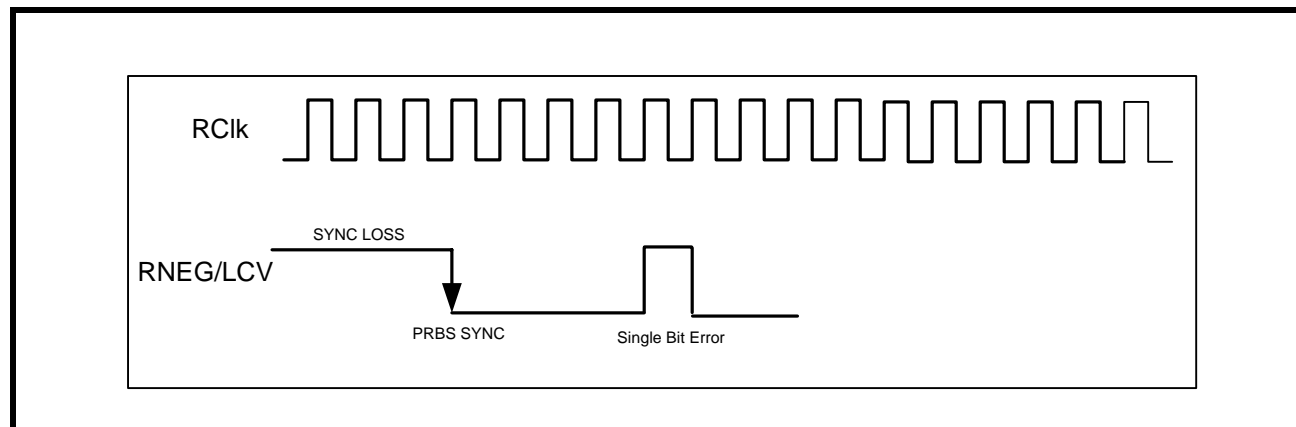 RClk
SYNC LOSS
RNEG/LCV
PRBS SYNC
Single Bit Error